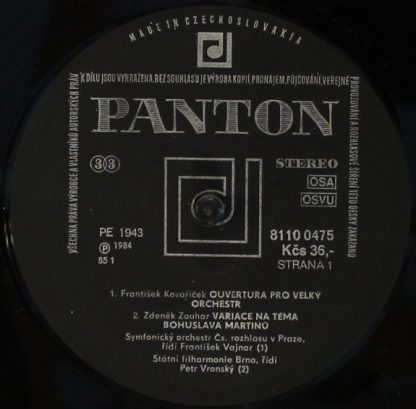 MADE IN CZECHOSLOVAKIA
VŠECHNA PRÁVA VÝROBCE A VLASTNÍKŮ AUTORSKÝCH PRÁV
K DÍLU JSOU VYHRAŽENA, BEZ SOUHLASU JE VÝROBA KOPIÍ, PRONÁJEM, PŮJČOVÁNÍ, VEŘEJNÉ
PROVOZOVÁNÍ A ROZHLASOVÉ ŠÍŘENÍ TÉTO DESKY ZAKÁZÁNO
PANTON
33
STEREO
OSA
OSVU
PE 1943
℗ 1984
85 1
8110 0475
Kčs 36,-
STRANA 1
1. František Kovaříček OUVERTURA PRO VELKÝ
ORCHESTR
2. Zdeněk Zouhar VARIACE NA TEMA
BOHUSLAVA MARTINŮ
Symfonický orchestr Čs. rozhlasu v Praze,
řídí František Vajnar (1)
Státní filharmonie Brno, řídí
Petr Vronský (2)